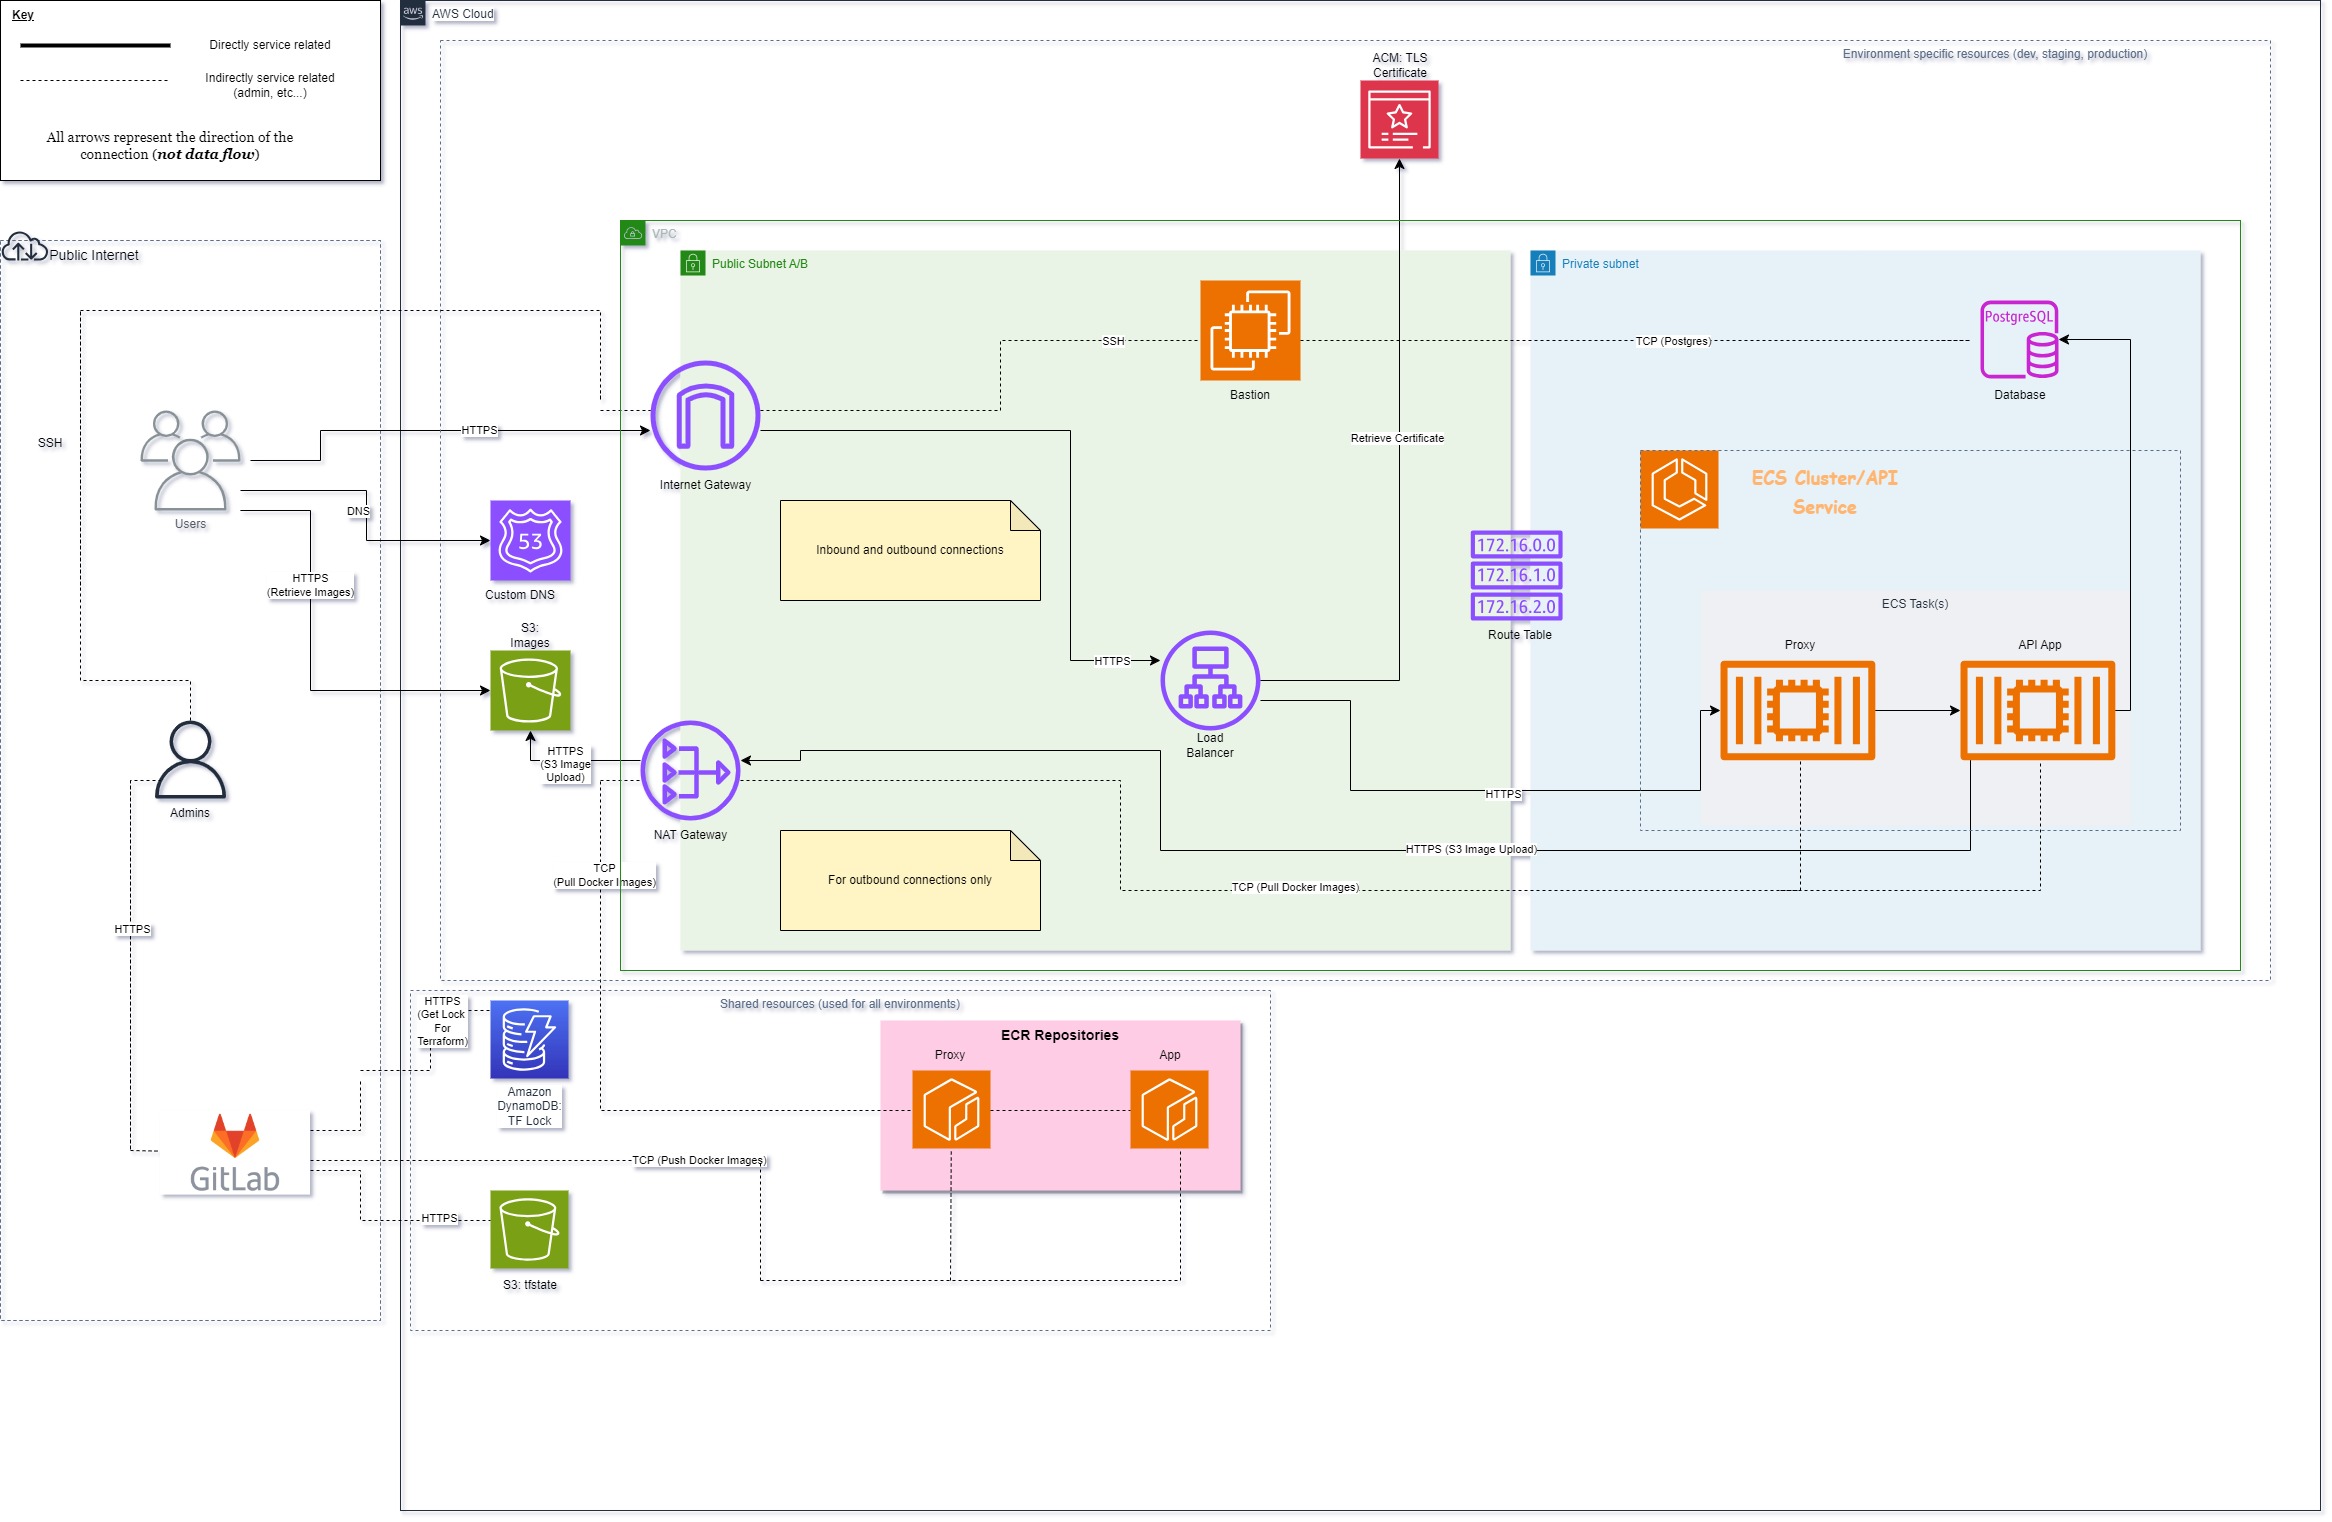 Key
Directly service related
Indirectly service related
(admin, etc...)
All arrows represent the direction of the
connection (not data flow)
aws
AWS Cloud
Environment specific resources (dev, staging, production)
ACM: TLS
Certificate
VPC
Public Subnet A/B
Private subnet
Public Internet
SSH
Users
HTTPS
DNS
HTTPS
(Retrieve Images)
Internet Gateway
SSH
Bastion
TCP (Postgres)
PostgreSQL
Database
Retrieve Certificate
53
Custom DNS
S3:
Images
Inbound and outbound connections
HTTPS
Load
Balancer
172.16.0.0
172.16.1.0
172.16.2.0
Route Table
ECS Cluster/API
Service
ECS Task(s)
Proxy
API App
HTTPS
HTTPS
(S3 Image
Upload)
NAT Gateway
HTTPS (S3 Image Upload)
TCP
(Pull Docker Images)
For outbound connections only
TCP (Pull Docker Images)
Admins
HTTPS
GitLab
Shared resources (used for all environments)
HTTPS
(Get Lock
For
Terraform)
Amazon
DynamoDB:
TF Lock
ECR Repositories
Proxy
App
TCP (Push Docker Images)
HTTPS
S3: tfstate